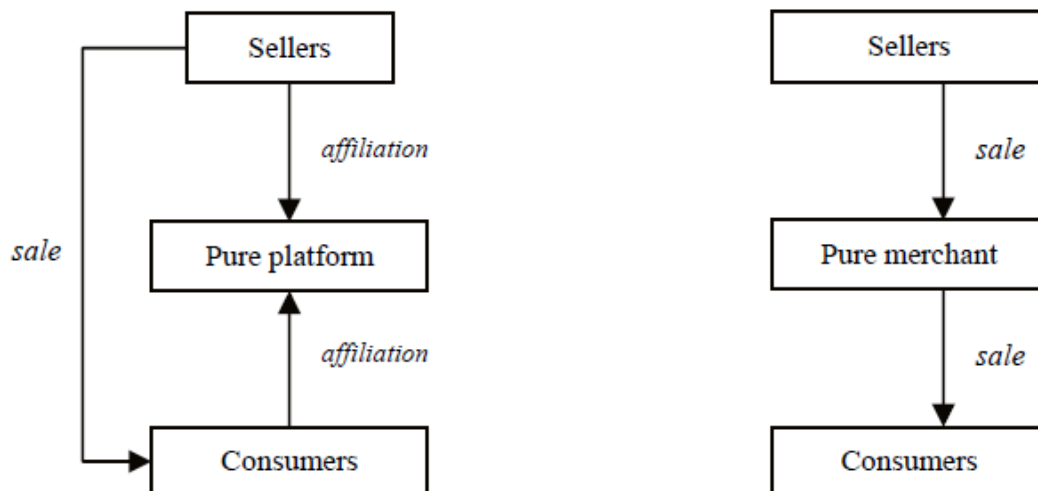 Sellers
affiliation
sale
Pure platform
affiliation
Consumers
Sellers
sale
Pure merchant
sale
Consumers